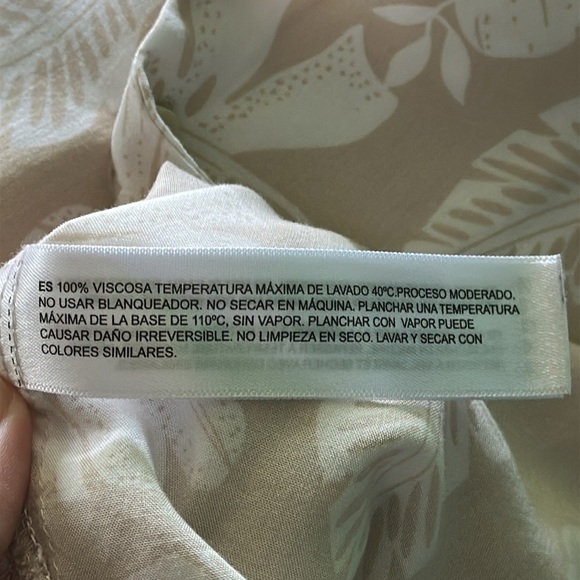 ES 100% VISCOSA TEMPERATURA MÁXIMA DE LAVADO 40ºC.PROCESO MODERADO.
NO USAR BLANQUEADOR. NO SECAR EN MÁQUINA. PLANCHAR UNA TEMPERATURA
MÁXIMA DE LA BASE DE 110ºC, SIN VAPOR. PLANCHAR CON VAPOR PUEDE
CAUSAR DAÑO IRREVERSIBLE. NO LIMPIEZA EN SECO. LAVAR Y SECAR CON
COLORES SIMILARES.